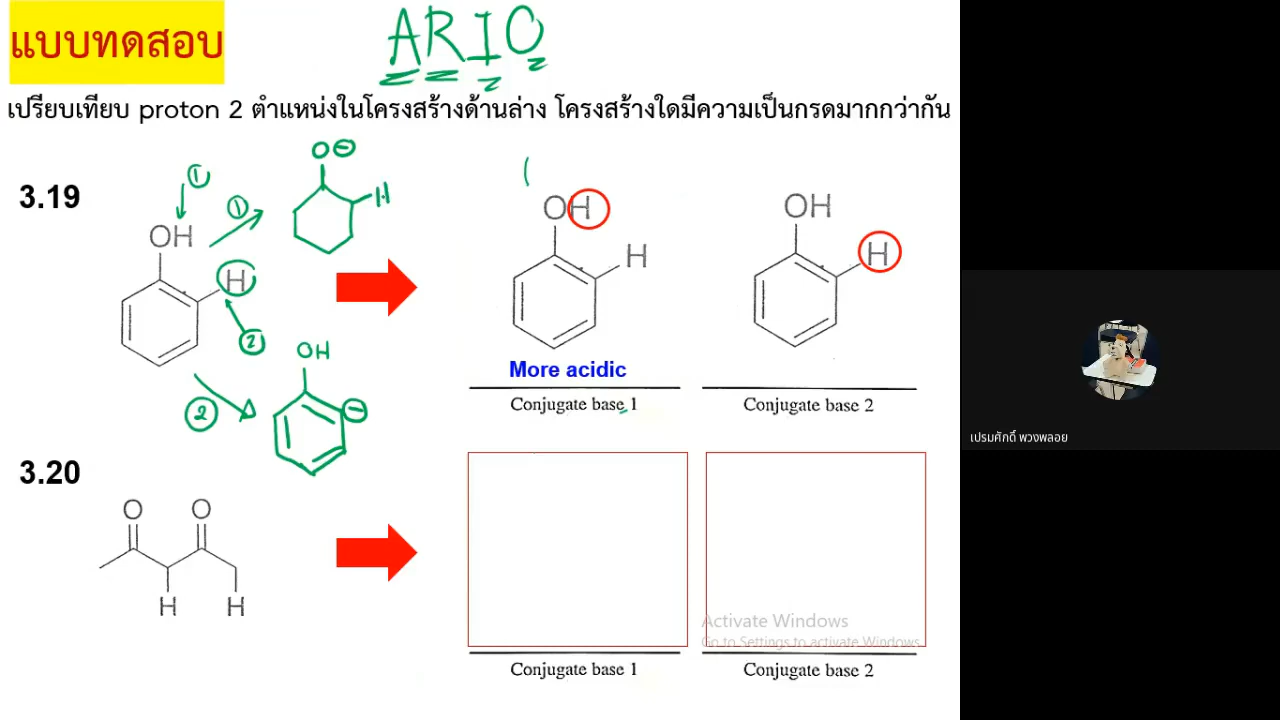 แบบทดสอบ
ARIO
เปรียบเทียบ proton 2 ตำแหน่งในโครงสร้างด้านล่าง โครงสร้างใดมีความเป็นกรดมากกว่ากัน
3.19
OH
H
①
②
①
O⊖
H
②
OH
⊖
OH
H
More acidic
Conjugate base 1
OH
H
Conjugate base 2
3.20
O O
H H
Conjugate base 1
Activate Windows
Go to Settings to activate Windows.
Conjugate base 2
เปรมศักดิ์ พวงพลอย